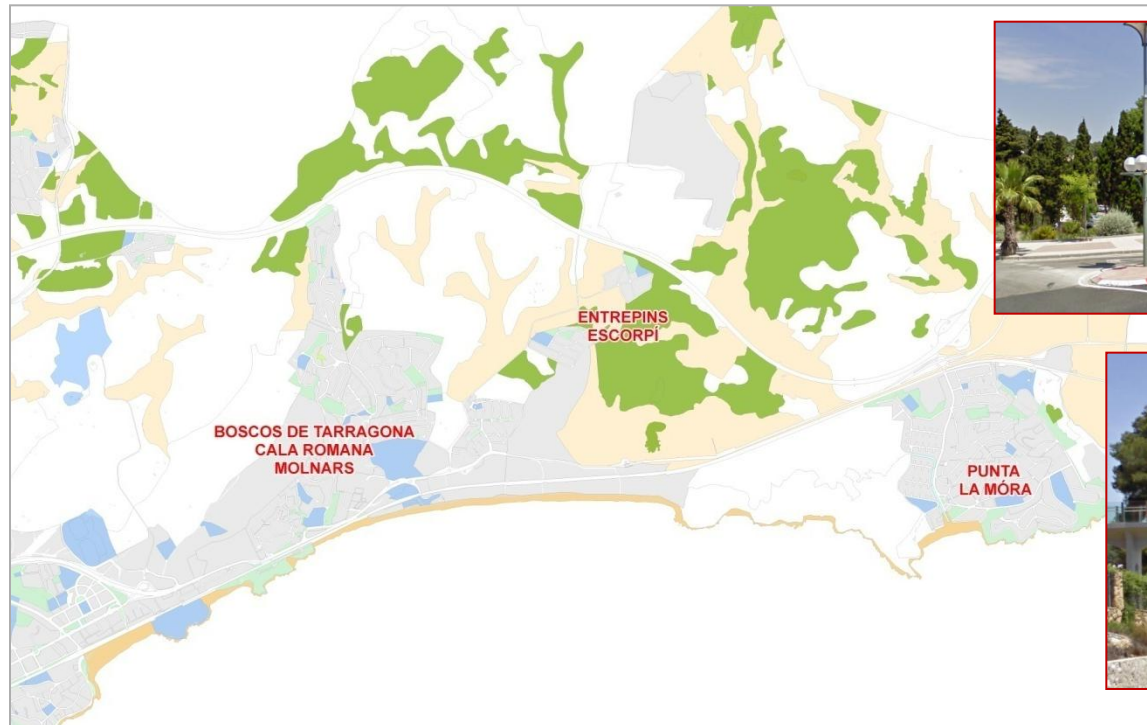 ENTREPINS
ESCORPÍ
BOSCOS DE TARRAGONA
CALA ROMANA
MOLNARS
PUNTA
LA MÓRA